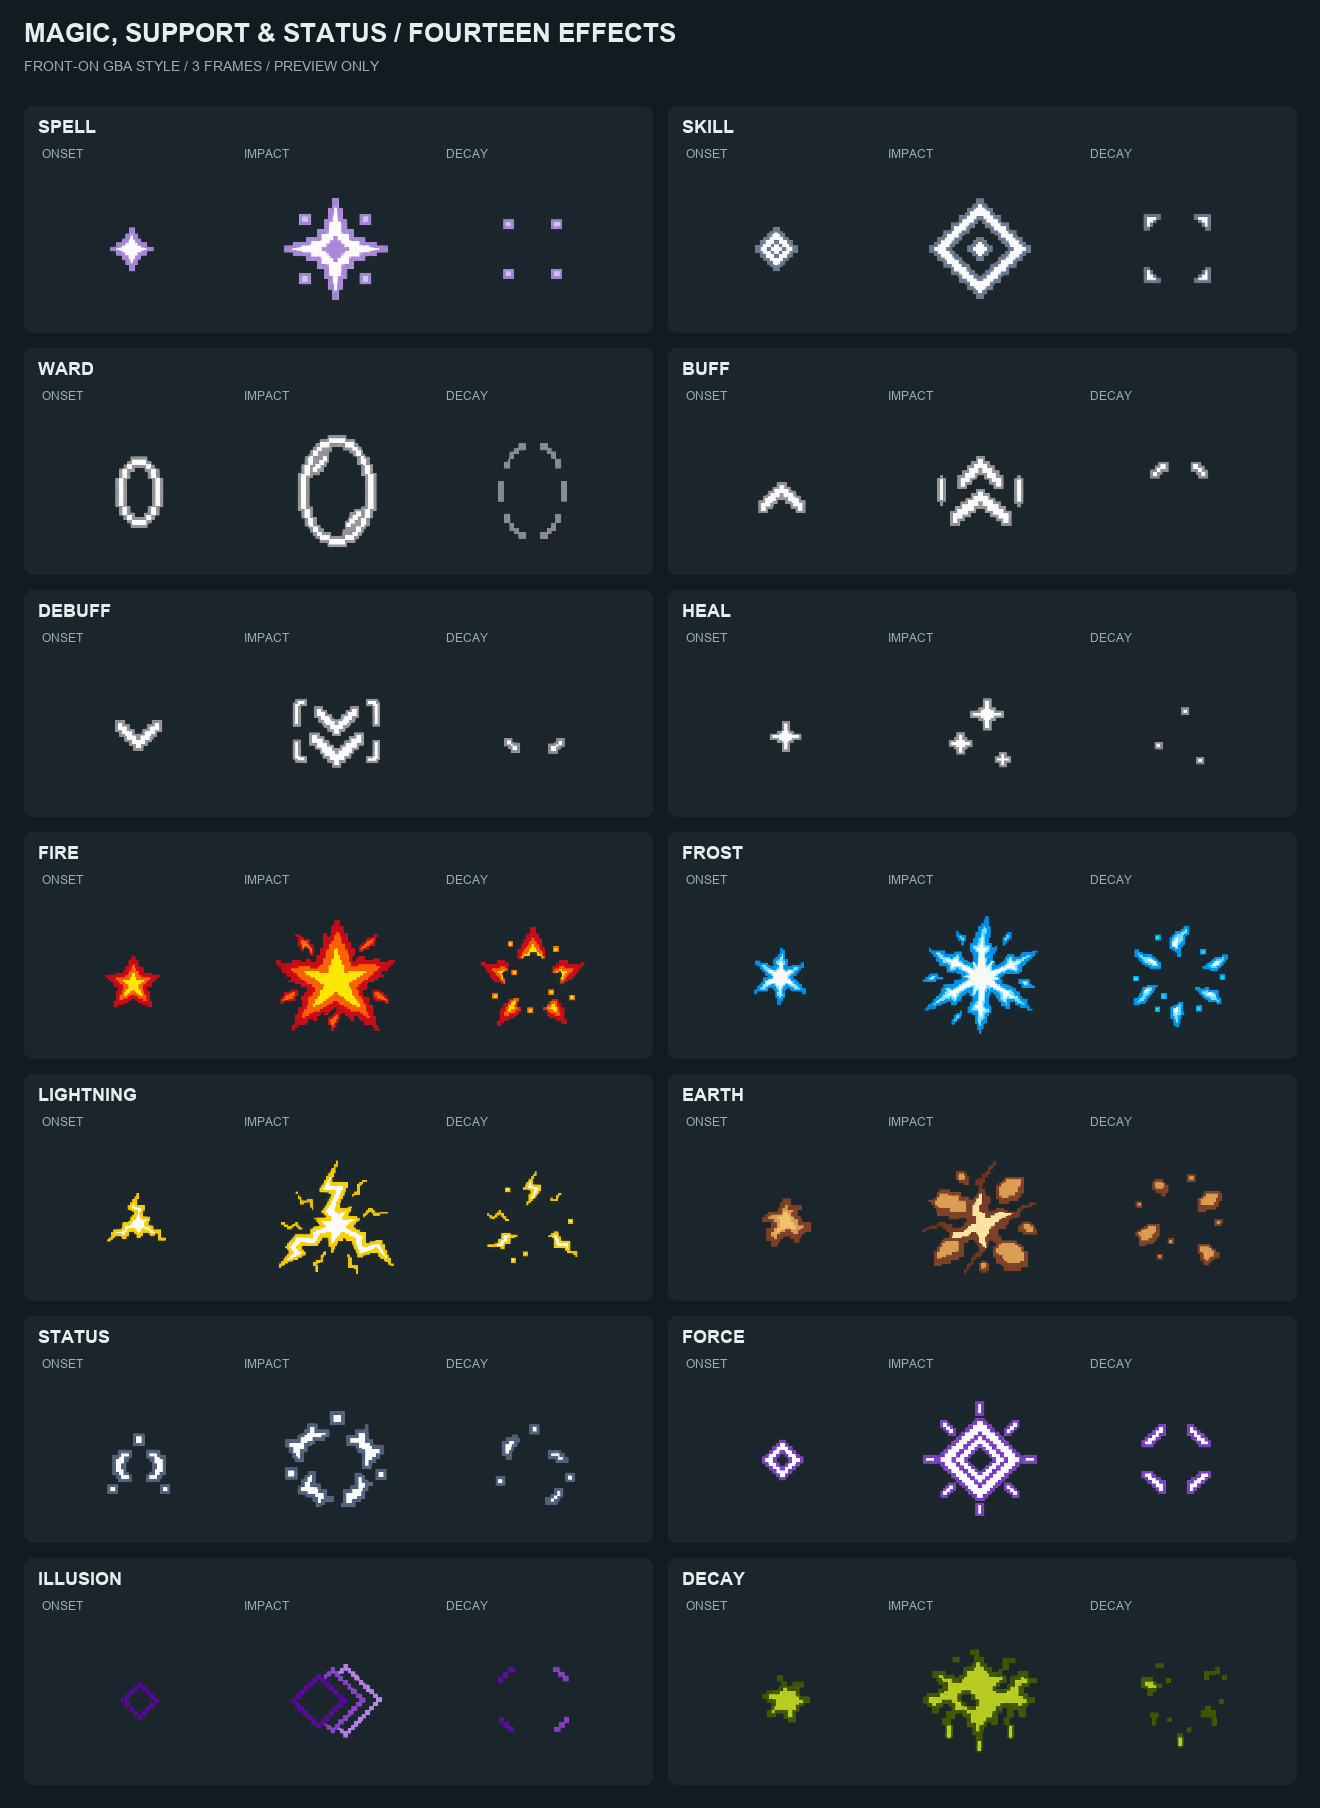 MAGIC, SUPPORT & STATUS / FOURTEEN EFFECTS
FRONT-ON GBA STYLE / 3 FRAMES / PREVIEW ONLY
SPELL
ONSET IMPACT DECAY
SKILL
ONSET IMPACT DECAY
WARD
ONSET IMPACT DECAY
BUFF
ONSET IMPACT DECAY
DEBUFF
ONSET IMPACT DECAY
HEAL
ONSET IMPACT DECAY
FIRE
ONSET IMPACT DECAY
FROST
ONSET IMPACT DECAY
LIGHTNING
ONSET IMPACT DECAY
EARTH
ONSET IMPACT DECAY
STATUS
ONSET IMPACT DECAY
FORCE
ONSET IMPACT DECAY
ILLUSION
ONSET IMPACT DECAY
DECAY
ONSET IMPACT DECAY